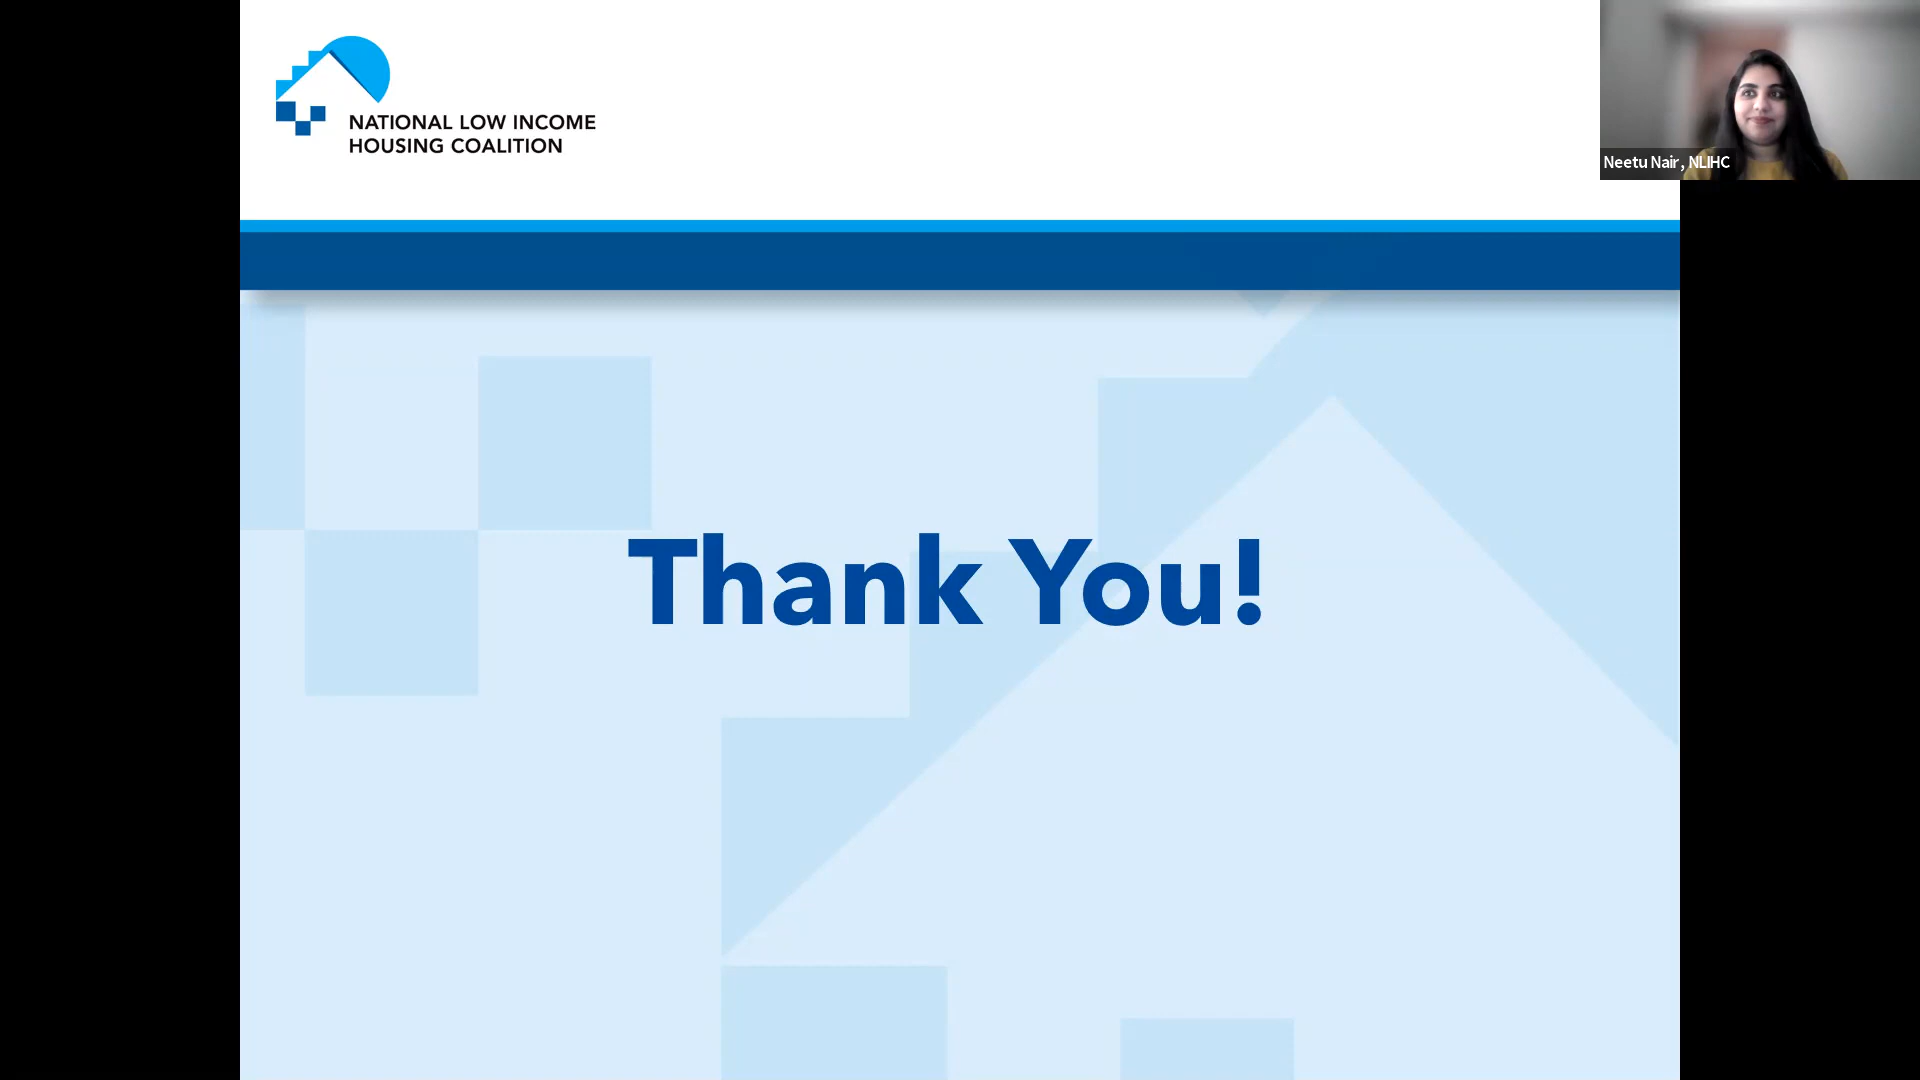 NATIONAL LOW INCOME
HOUSING COALITION
Neetu Nair, NLIHC
Thank You!